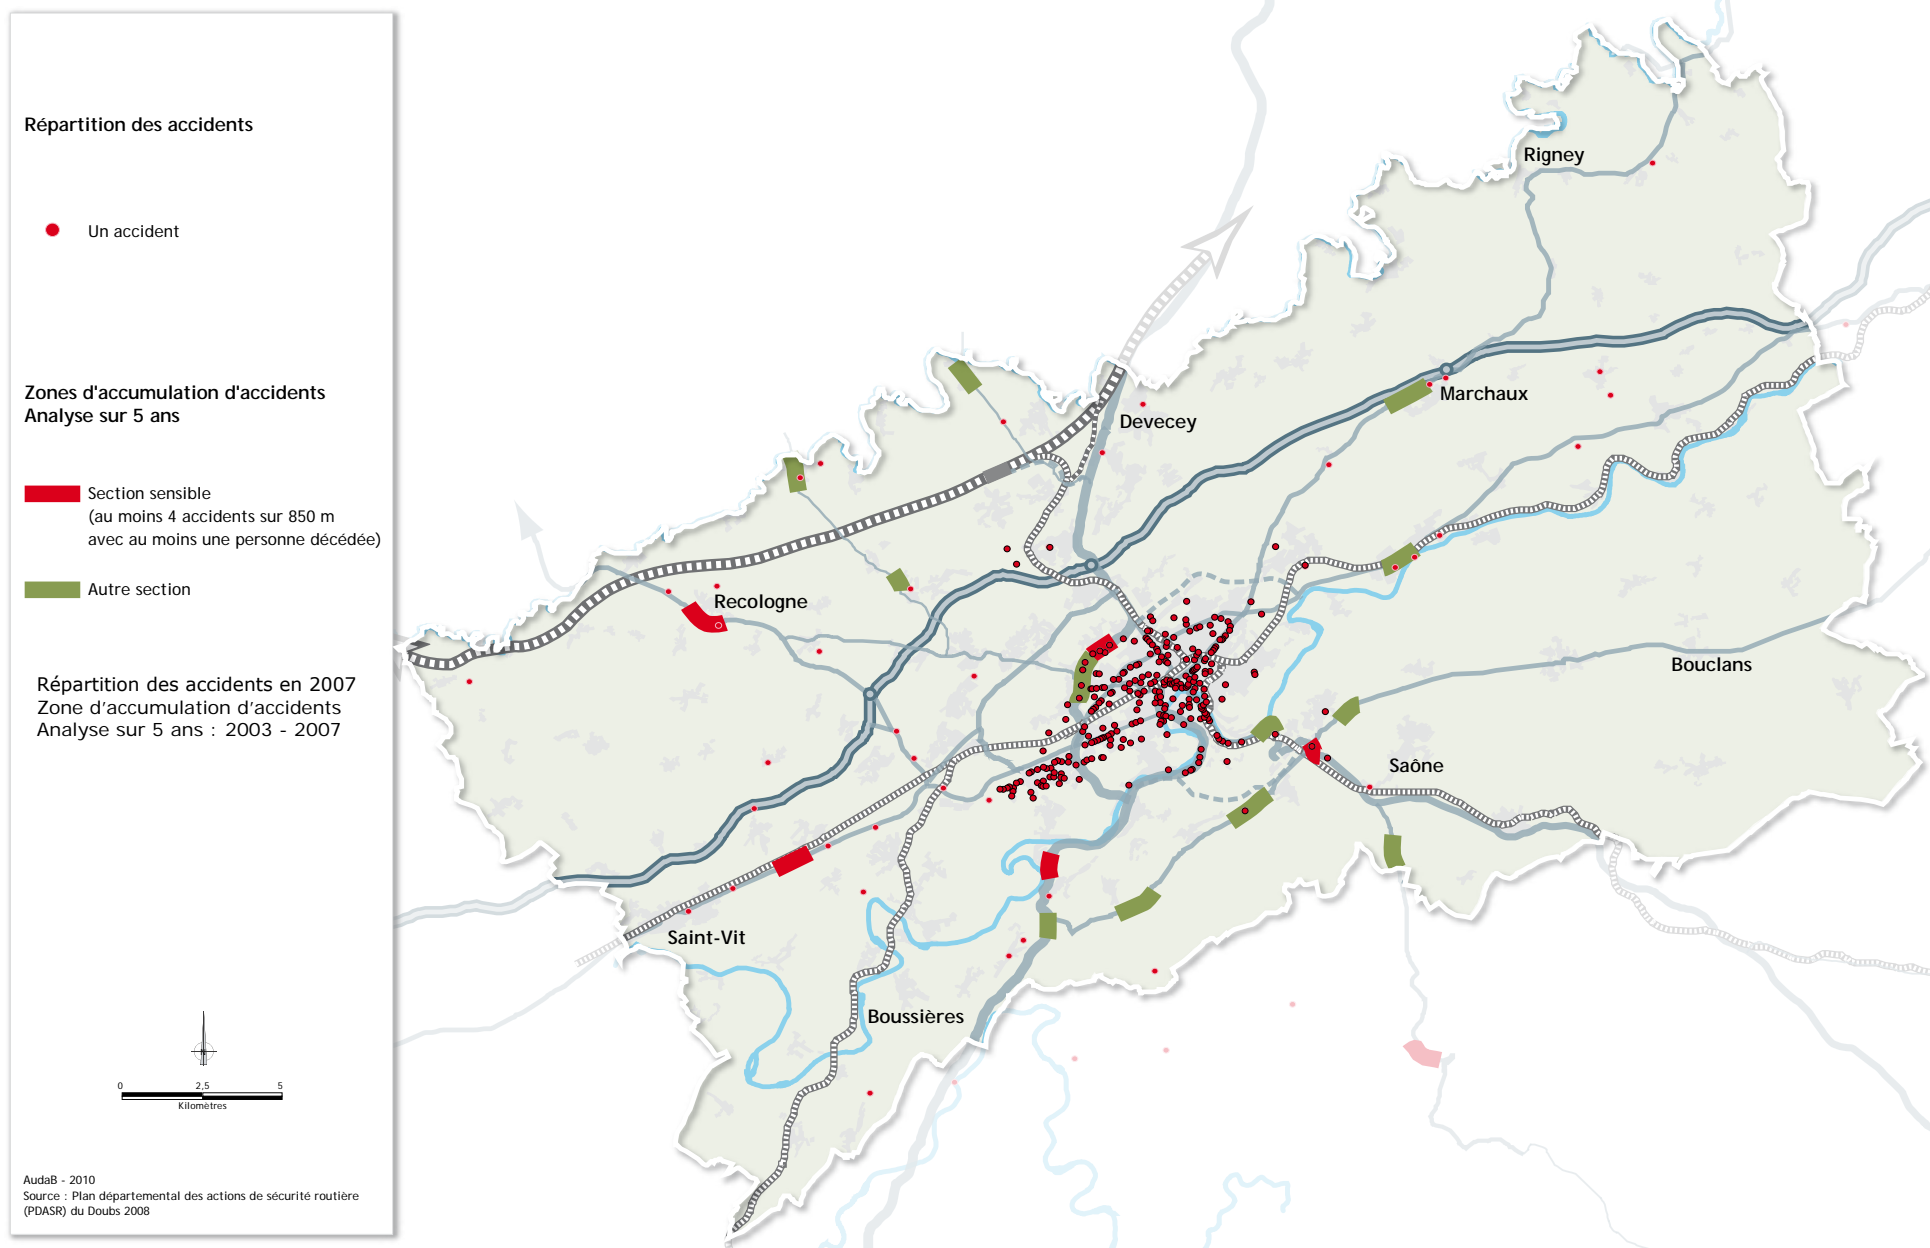 Répartition des accidents
Un accident
Zones d'accumulation d'accidents
Analyse sur 5 ans
Section sensible
(au moins 4 accidents sur 850 m
avec au moins une personne décédée)
Autre section
Répartition des accidents en 2007
Zone d'accumulation d'accidents
Analyse sur 5 ans : 2003 - 2007
0 2,5 5
Kilomètres
AudaB - 2010
Source : Plan départemental des actions de sécurité routière
(PDASR) du Doubs 2008
Rigney
Marchaux
Devecey
Recologne
Bouclans
Saône
Saint-Vit
Boussières